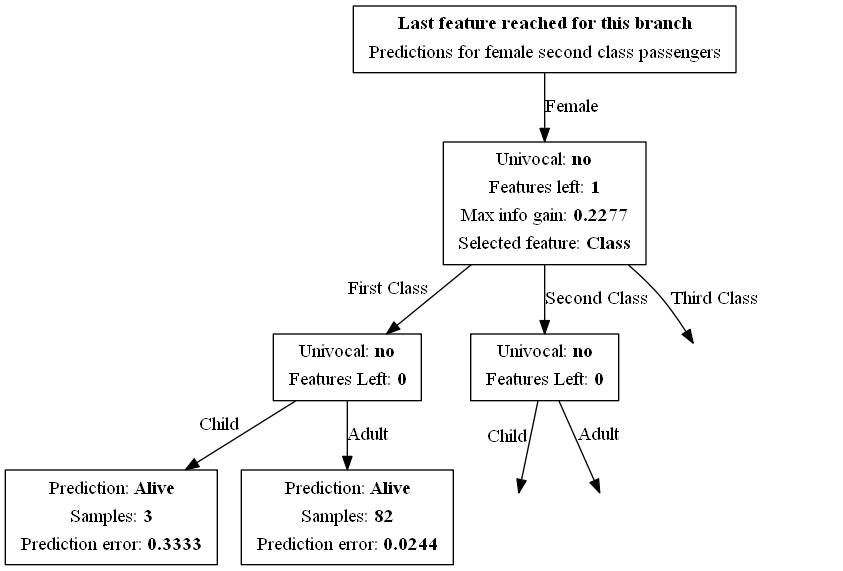 Last feature reached for this branch
Predictions for female second class passengers
Female
Univocal: no
Features left: 1
Max info gain: 0.2277
Selected feature: Class
First Class
Second Class
Third Class
Univocal: no
Features Left: 0
Univocal: no
Features Left: 0
Child
Adult
Child
Adult
Prediction: Alive
Samples: 3
Prediction error: 0.3333
Prediction: Alive
Samples: 82
Prediction error: 0.0244